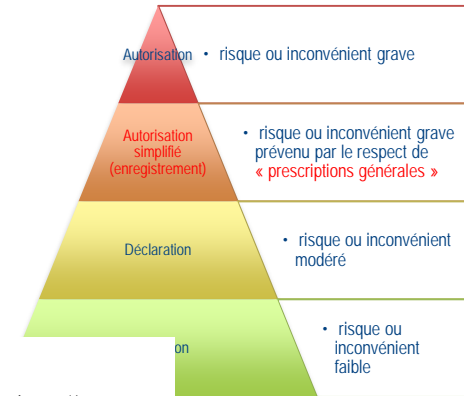 Autorisation
• risque ou inconvénient grave
Autorisation
simplifié
(enregistrement)
• risque ou inconvénient grave
prévenu par le respect de
« prescriptions générales »
Déclaration
• risque ou inconvénient
modéré
• risque ou
inconvénient
faible